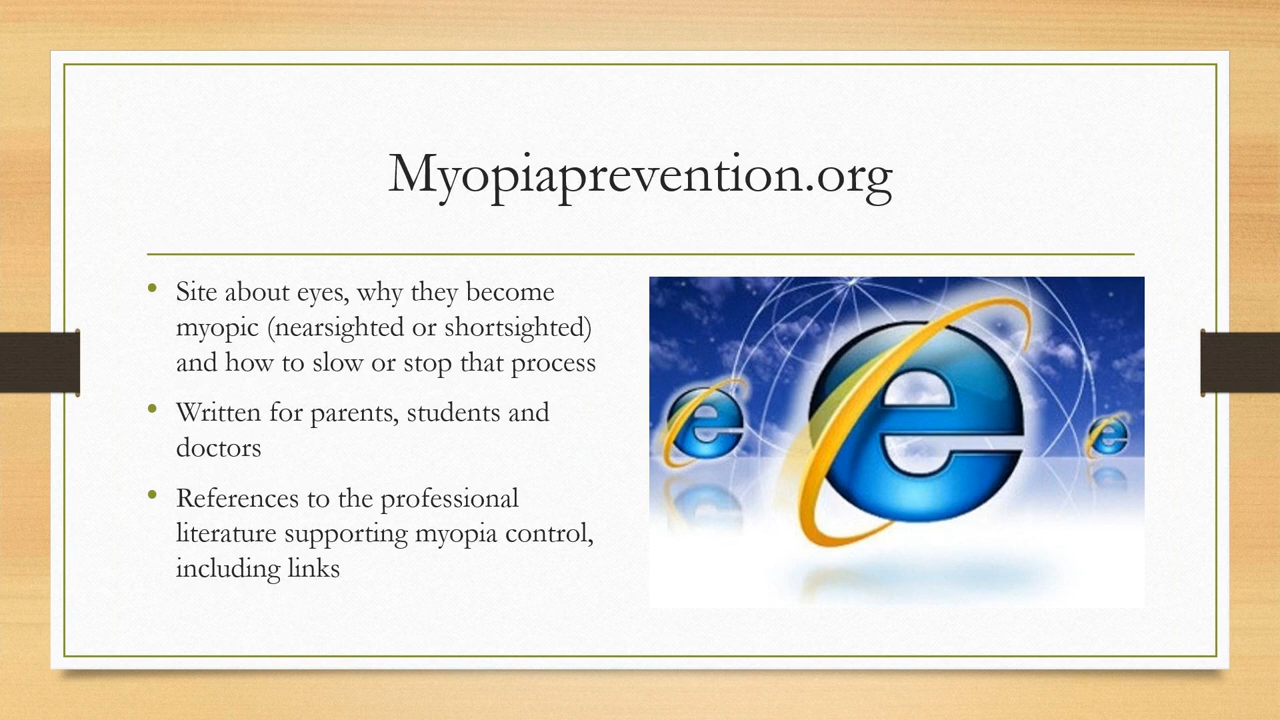 Myopiaprevention.org
• Site about eyes, why they become
myopic (nearsighted or shortsighted)
and how to slow or stop that process
• Written for parents, students and
doctors
• References to the professional
literature supporting myopia control,
including links
e
e
e